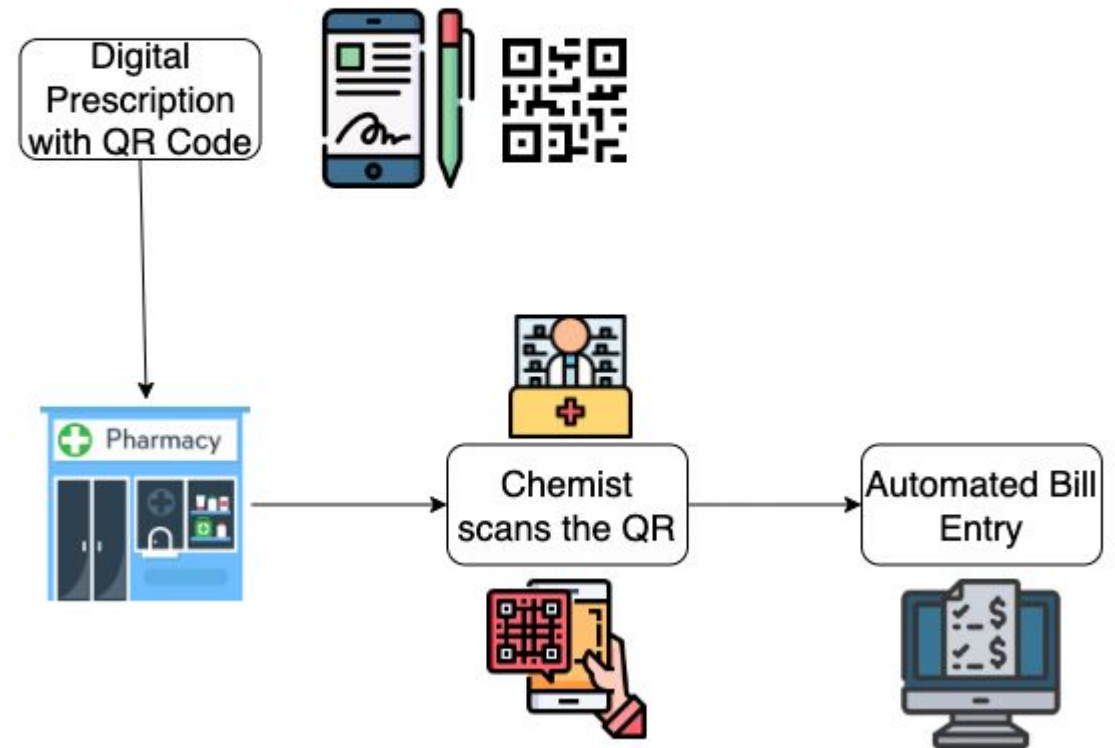 Digital
Prescription
with QR Code
Pharmacy
Chemist
scans the QR
Automated Bill
Entry
$
$